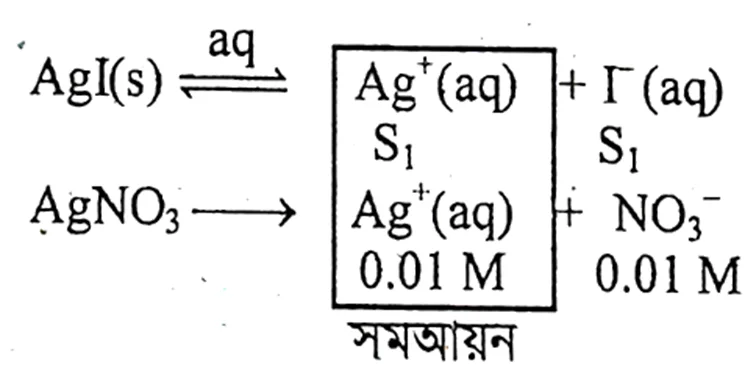 AgI(s) ⇌ aq Ag⁺(aq) + I⁻(aq)
S₁ S₁
AgNO₃ ⟶ Ag⁺(aq) + NO₃⁻
0.01 M 0.01 M
সমআয়ন